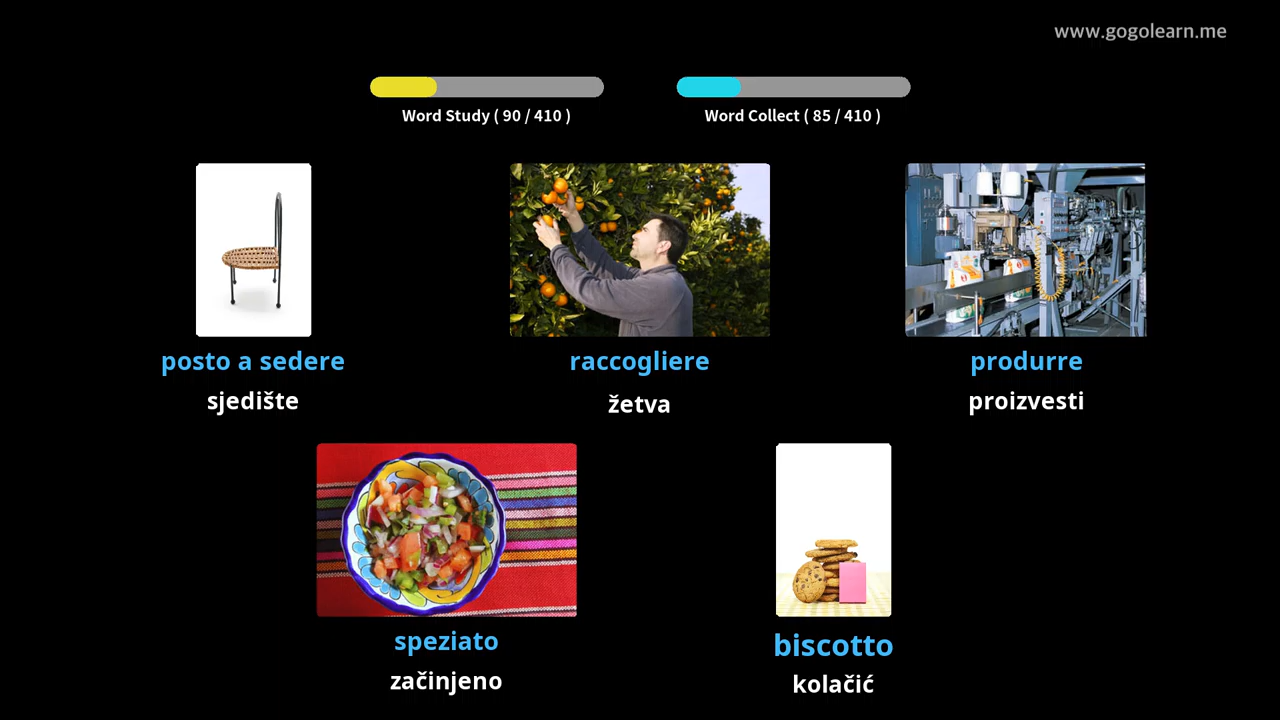 www.gogolearn.me
Word Study ( 90 / 410 )
Word Collect ( 85 / 410 )
posto a sedere
sjedište
raccogliere
žetva
produrre
proizvesti
speziato
začinjeno
biscotto
kolačić